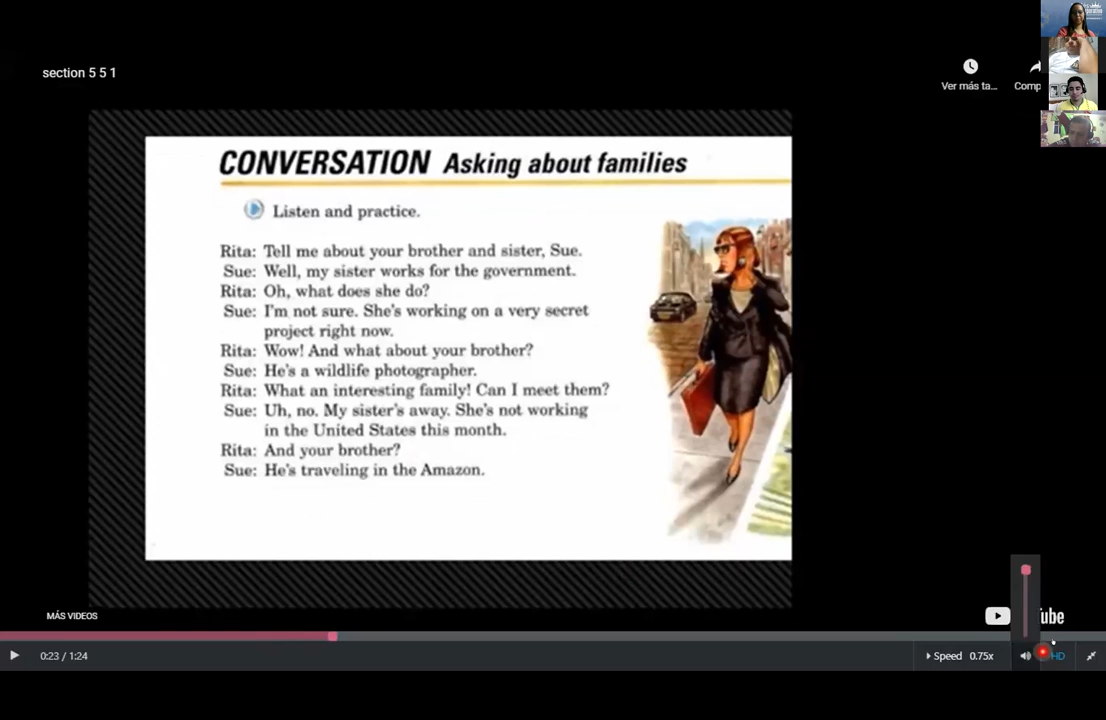 section 5 5 1
Ver más ta...
Comp
CONVERSATION Asking about families
Listen and practice.
Rita: Tell me about your brother and sister, Sue.
Sue: Well, my sister works for the government.
Rita: Oh, what does she do?
Sue: I'm not sure. She's working on a very secret
project right now.
Rita: Wow! And what about your brother?
Sue: He's a wildlife photographer.
Rita: What an interesting family! Can I meet them?
Sue: Uh, no. My sister's away. She's not working
in the United States this month.
Rita: And your brother?
Sue: He's traveling in the Amazon.
MÁS VIDEOS
ube
0:23 / 1:24
Speed 0.75x
HD